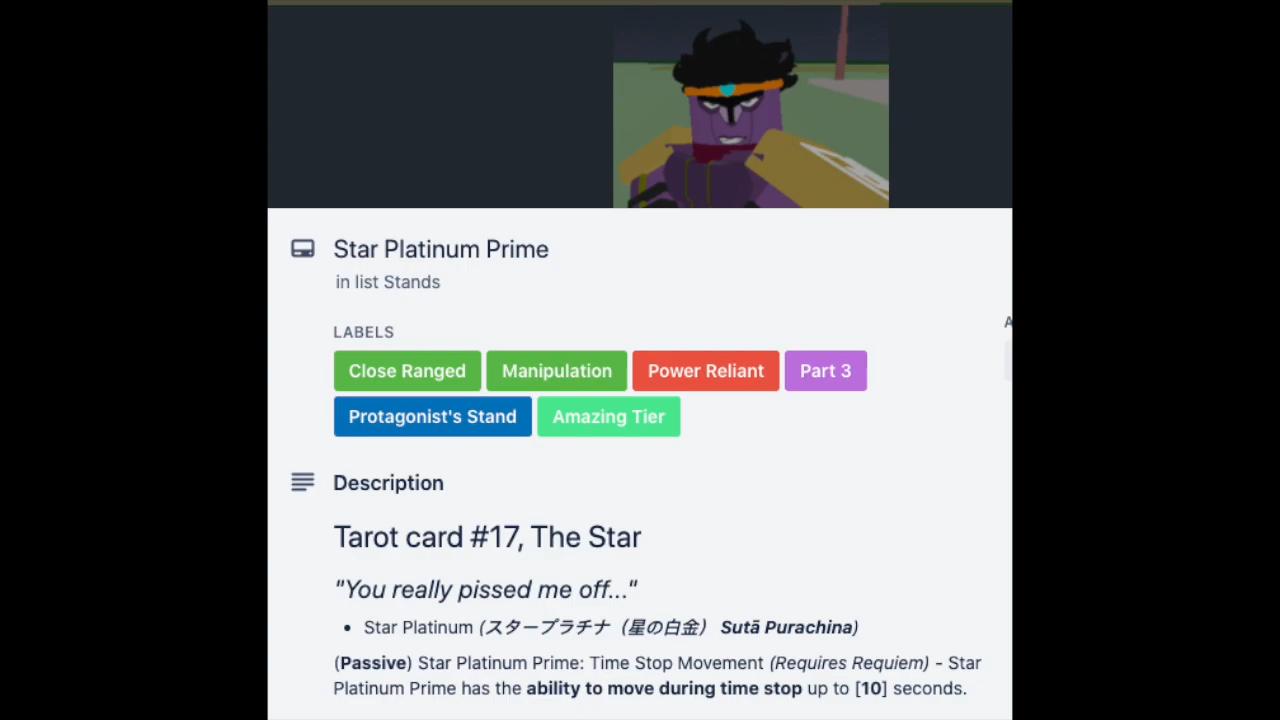 Star Platinum Prime
in list Stands
LABELS
Close Ranged Manipulation Power Reliant Part 3
Protagonist's Stand Amazing Tier
Description
Tarot card #17, The Star
"You really pissed me off..."
• Star Platinum (スタープラチナ（星の白金） Sutā Purachina)
(Passive) Star Platinum Prime: Time Stop Movement (Requires Requiem) - Star
Platinum Prime has the ability to move during time stop up to [10] seconds.